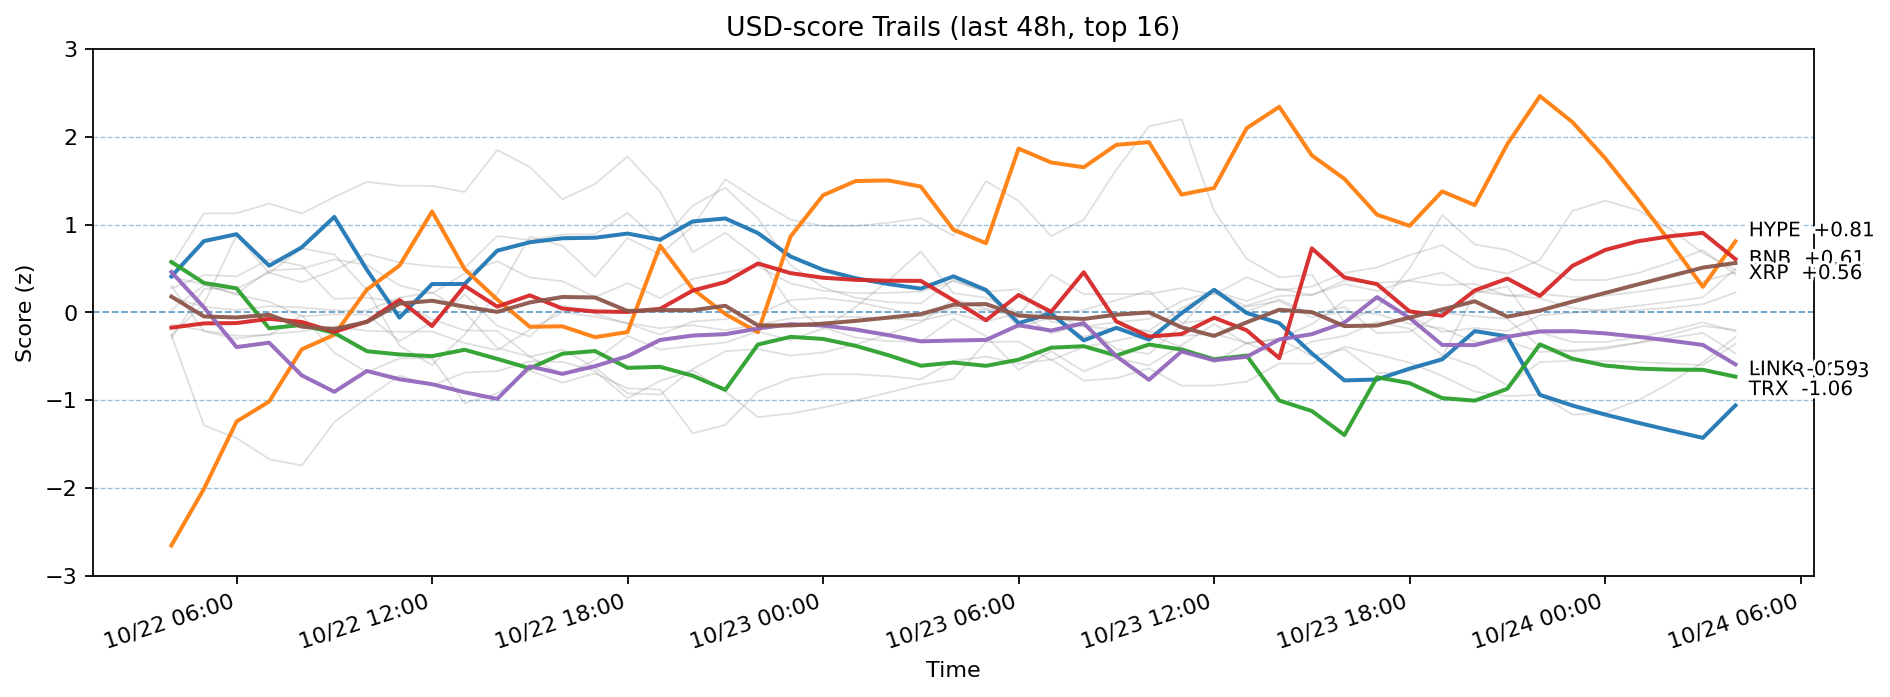 USD-score Trails (last 48h, top 16)
3
2
1
0
−1
−2
−3
Score (z)
HYPE +0.81
BNB +0.61
XRP +0.56
TRX -1.06
10/22 06:00
10/22 12:00
10/22 18:00
10/23 00:00
10/23 06:00
10/23 12:00
10/23 18:00
10/24 00:00
10/24 06:00
Time